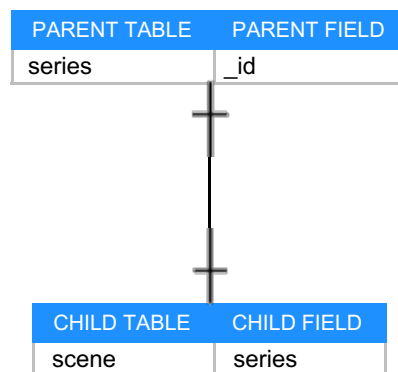 PARENT TABLE PARENT FIELD
series _id
CHILD TABLE CHILD FIELD
scene series